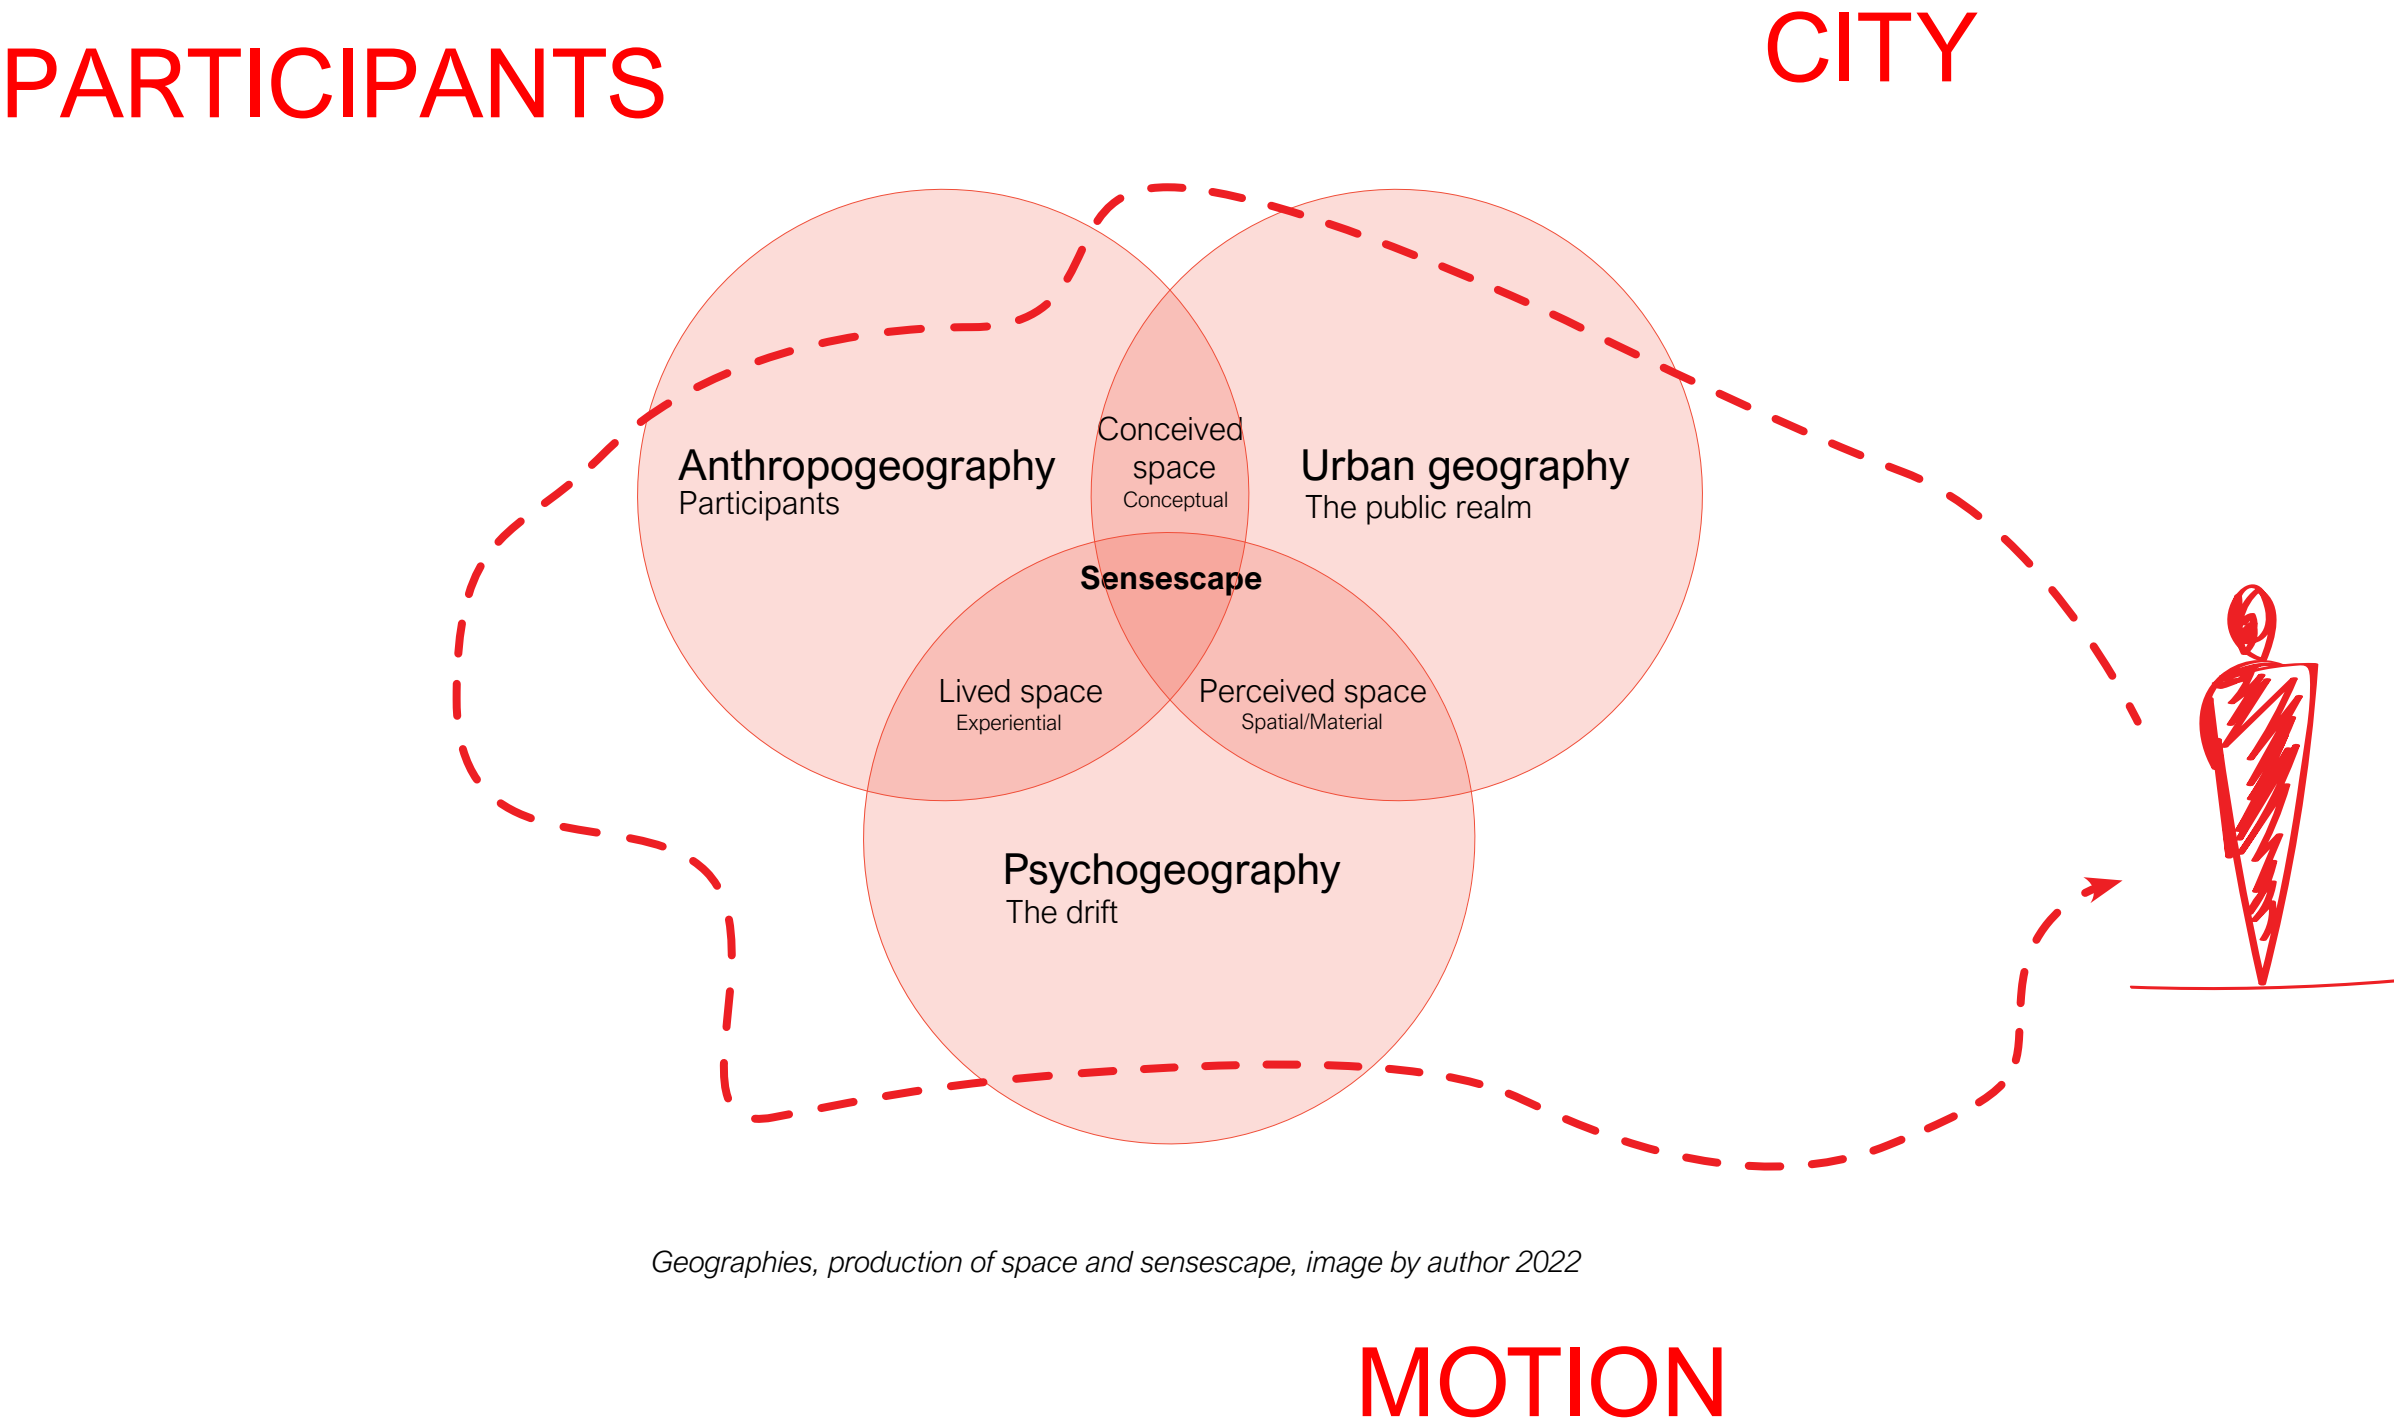 CITY
PARTICIPANTS
Conceived
space
Conceptual
Anthropogeography
Participants
Urban geography
The public realm
Sensescape
Lived space
Experiential
Perceived space
Spatial/Material
Psychogeography
The drift
Geographies, production of space and sensescape, image by author 2022
MOTION